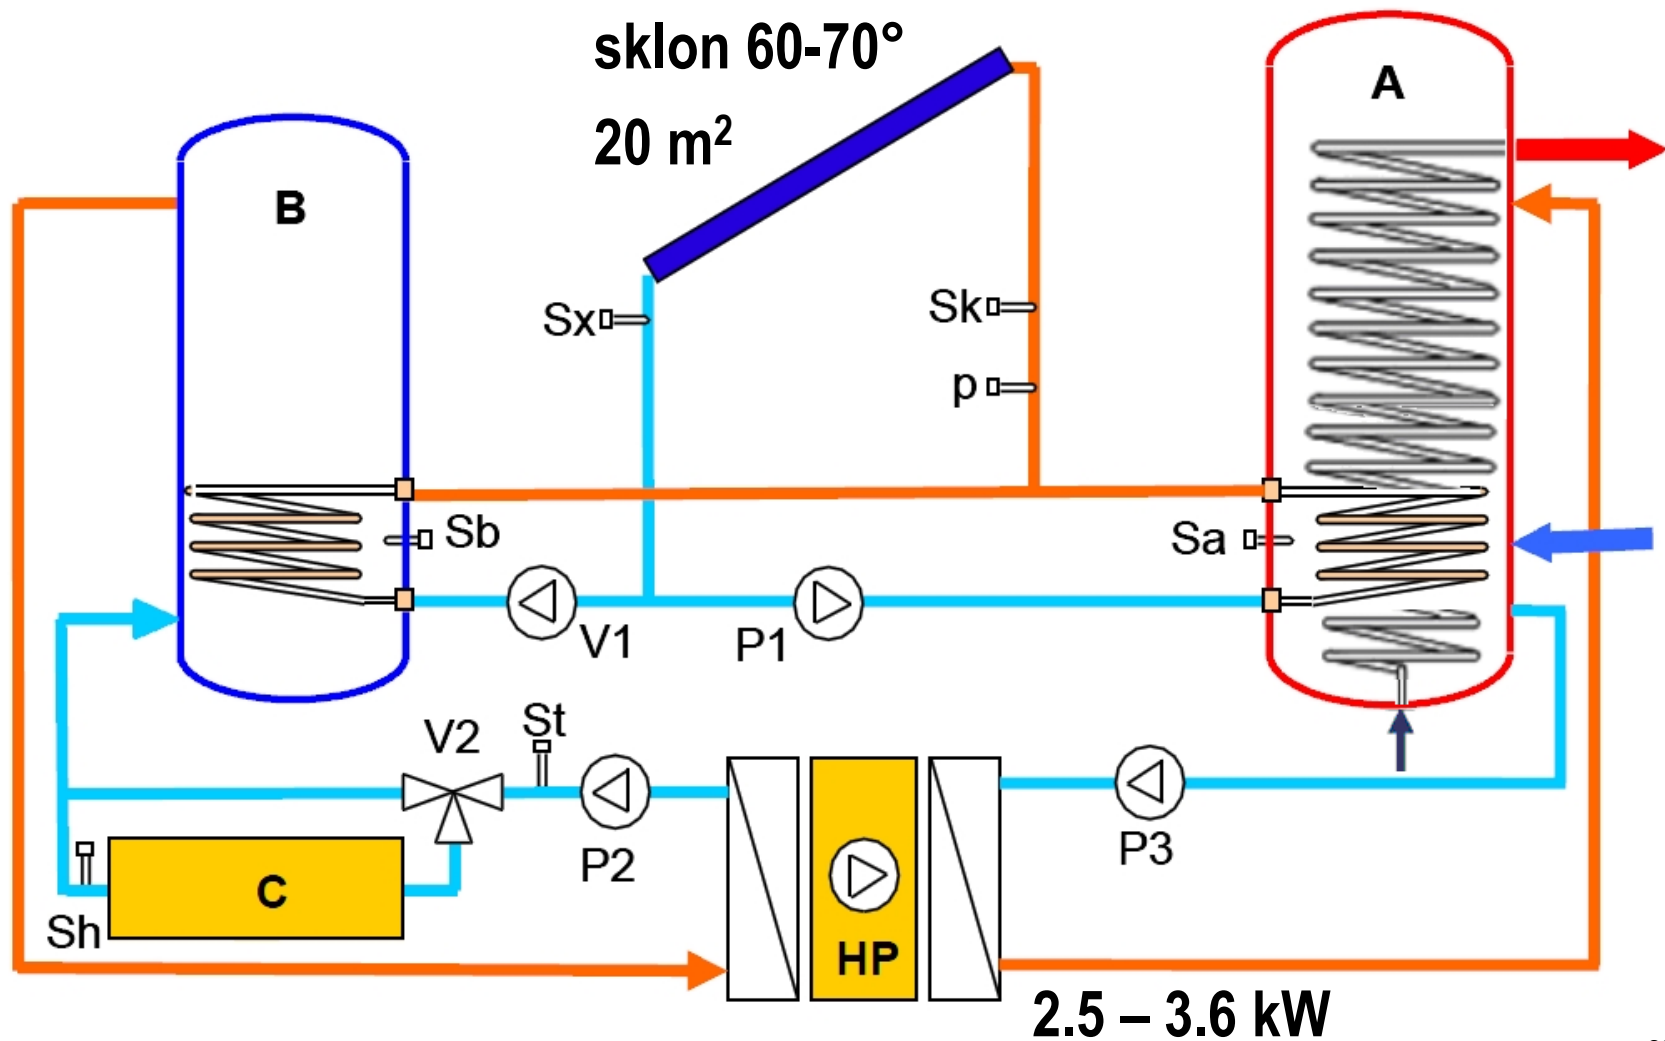 sklon 60-70°
20 m²
A
B
Sx
Sk
p
Sb
Sa
V1
P1
V2
St
P2
P3
C
Sh
HP
2.5 – 3.6 kW